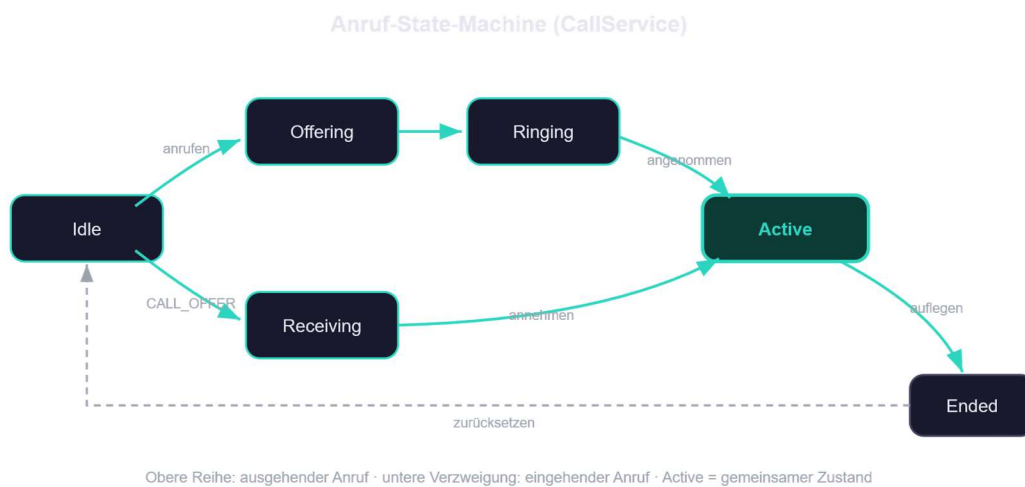 Anruf-State-Machine (CallService)
Offering
Ringing
anrufen
angenommen
Idle
Active
CALL_OFFER
Receiving
annehmen
auflegen
Ended
zurücksetzen
Obere Reihe: ausgehender Anruf · untere Verzweigung: eingehender Anruf · Active = gemeinsamer Zustand